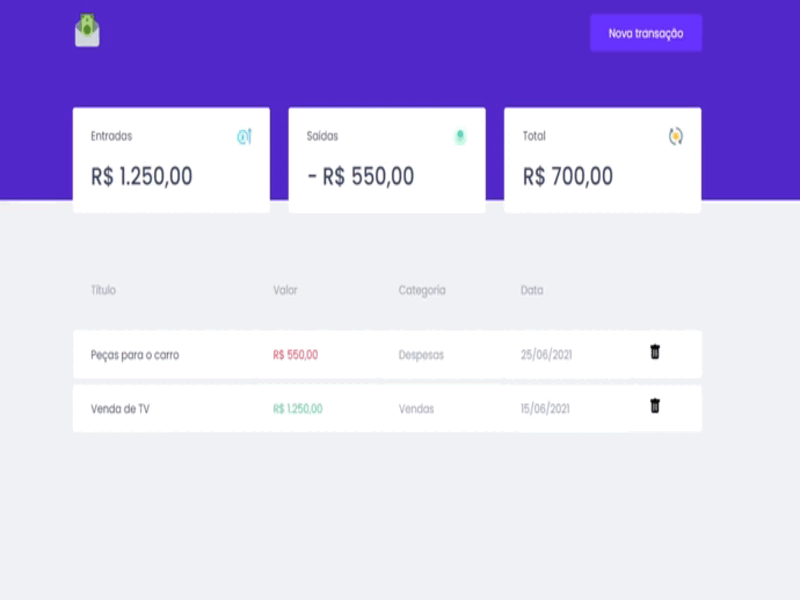 Nova transação
Entradas
R$ 1.250,00
Saídas
- R$ 550,00
Total
R$ 700,00
Título Valor Categoria Data
Peças para o carro R$ 550,00 Despesas 25/06/2021
Venda de TV R$ 1.250,00 Vendas 15/06/2021